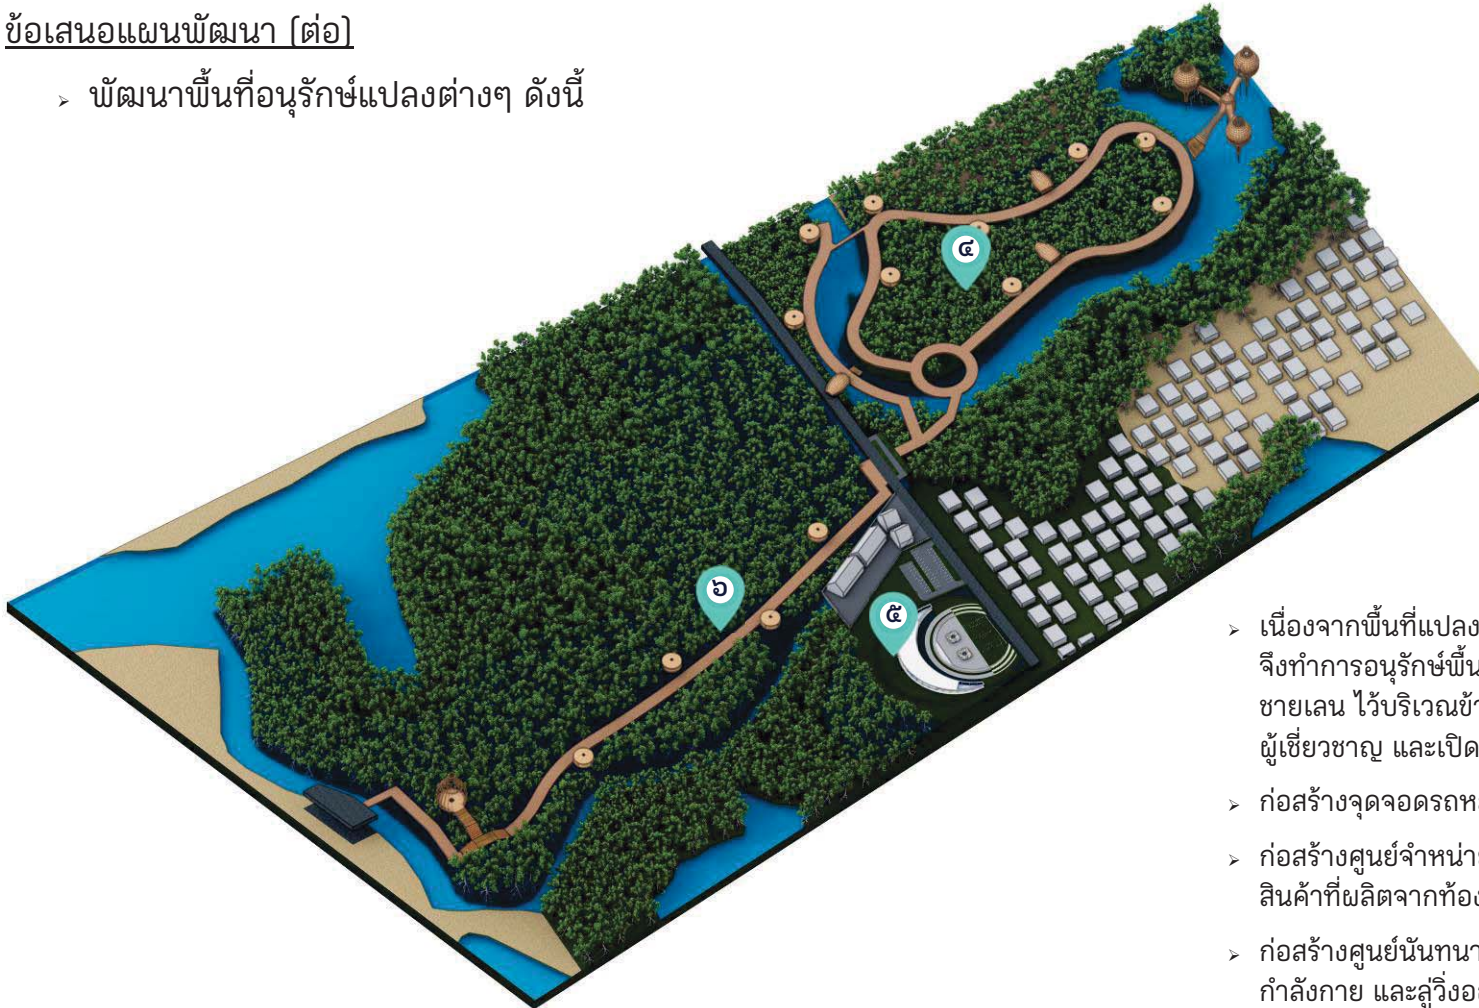 ข้อเสนอแผนพัฒนา (ต่อ)
➢ พัฒนาพื้นที่อนุรักษ์แปลงต่างๆ ดังนี้
๔
๖
๕
➢ เนื่องจากพื้นที่แปลง
จึงทำการอนุรักษ์พื้น
ชายเลน ไว้บริเวณข้า
ผู้เชี่ยวชาญ และเปิด
➢ ก่อสร้างจุดจอดรถห
➢ ก่อสร้างศูนย์จำหน่า
สินค้าที่ผลิตจากท้อง
➢ ก่อสร้างศูนย์นันทนา
กำลังกาย และลู่วิ่งออ